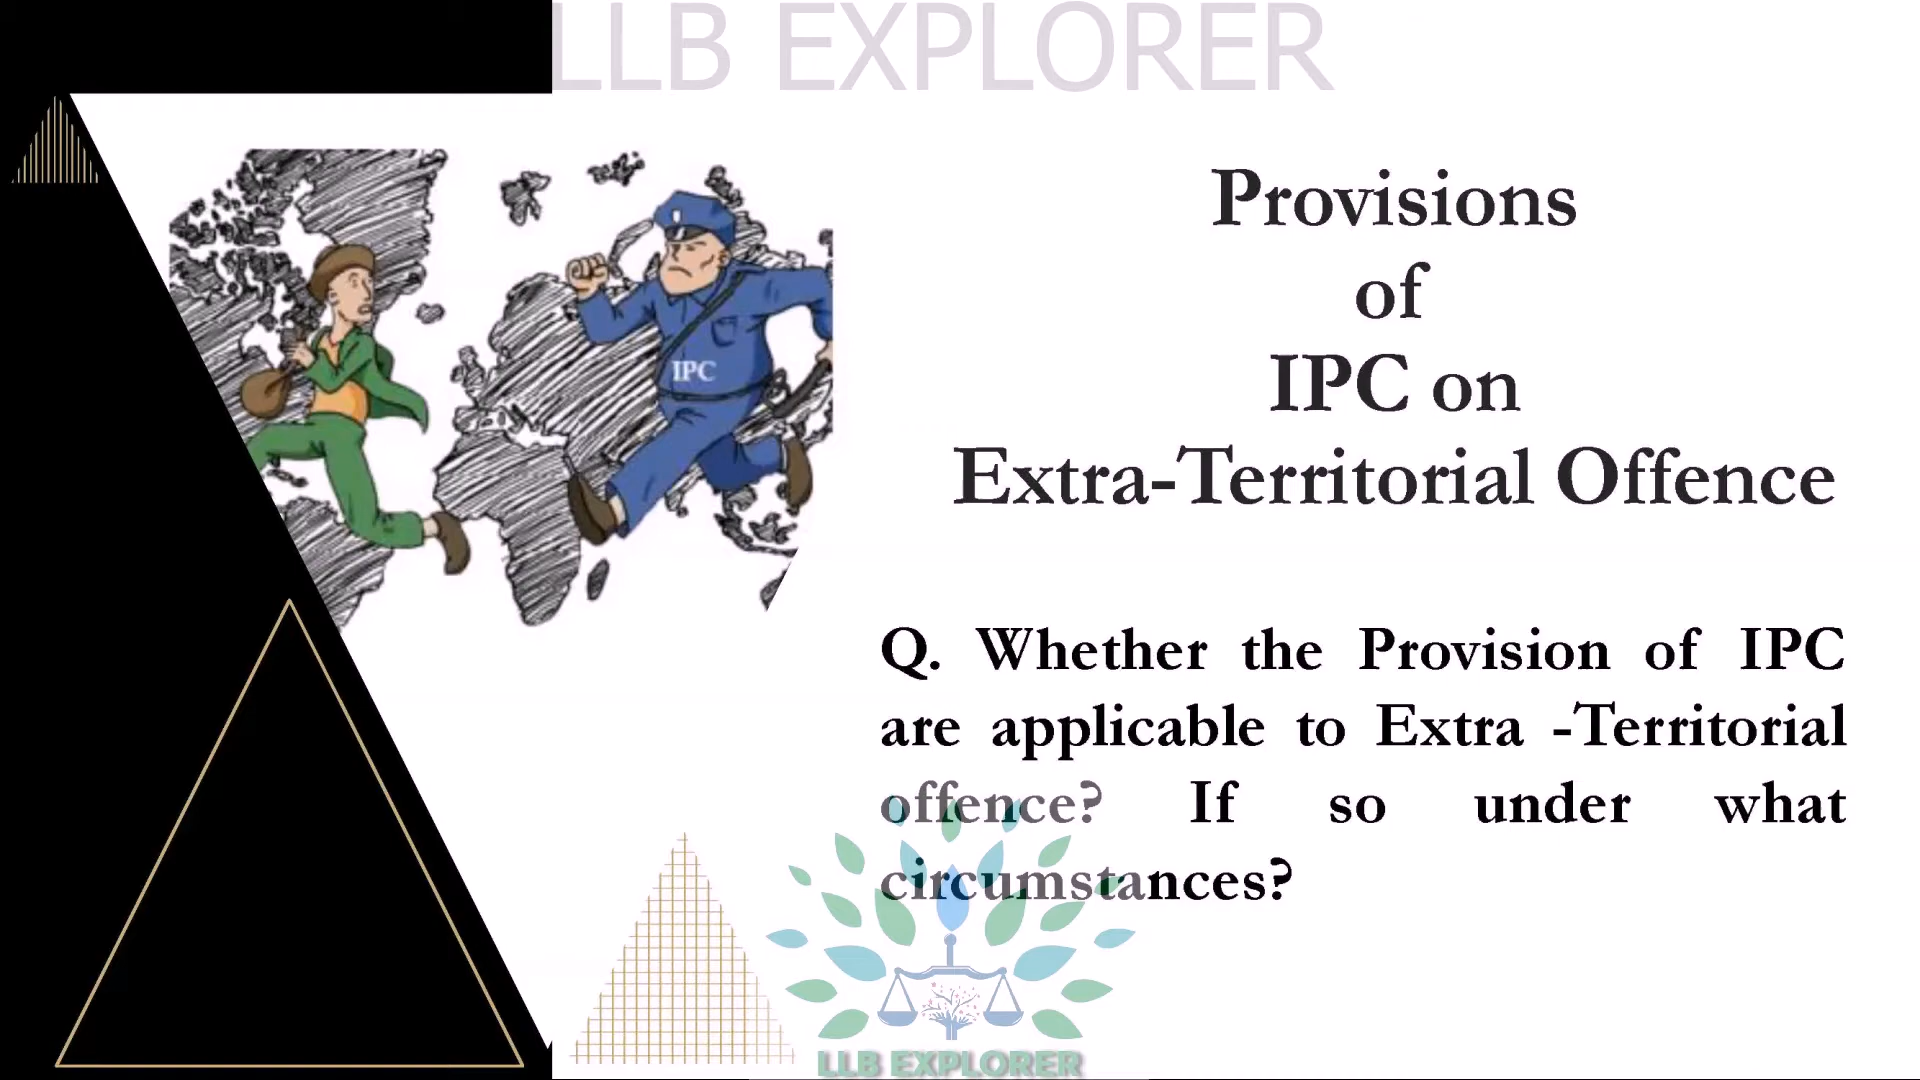 LLB EXPLORER
IPC
Provisions
of
IPC on
Extra-Territorial Offence
Q. Whether the Provision of IPC
are applicable to Extra -Territorial
offence? If so under what
circumstances?
LLB EXPLORER